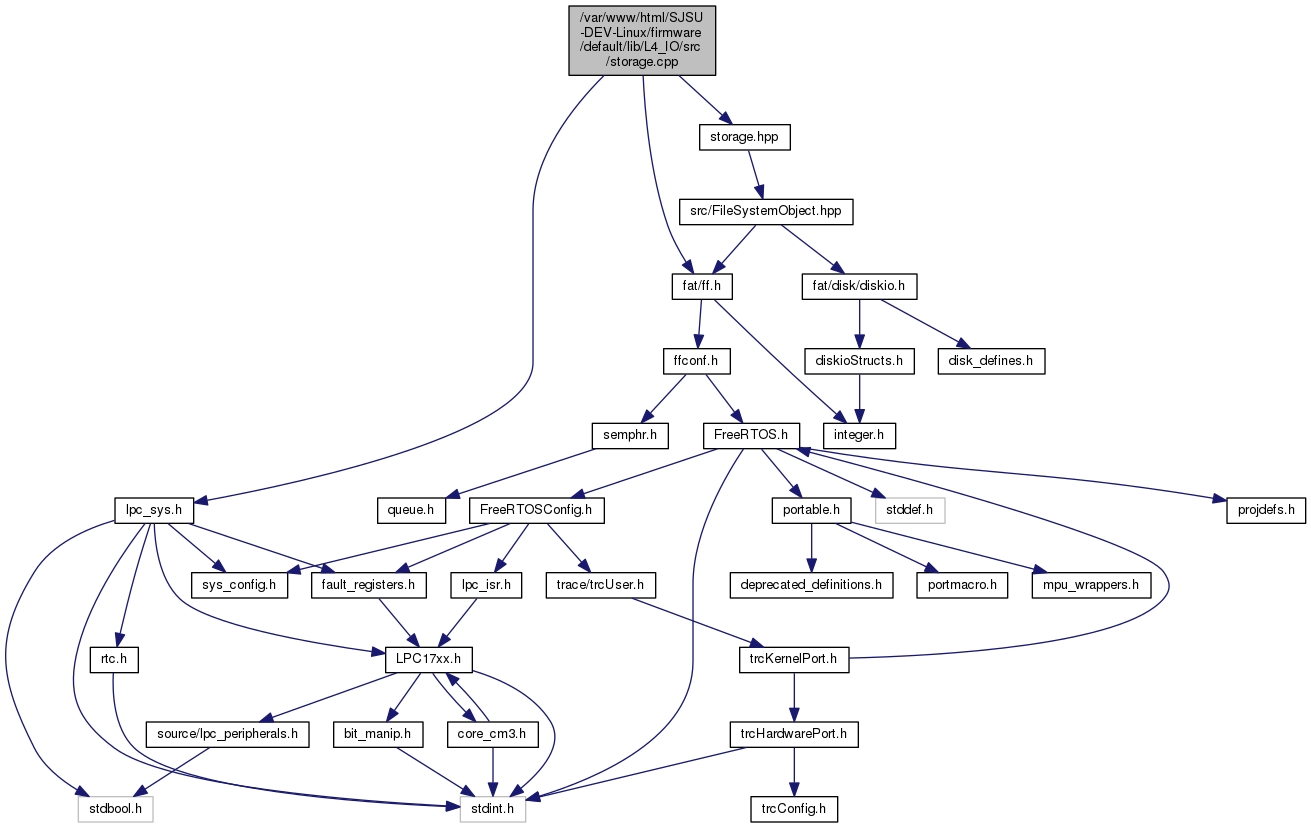 /var/www/html/SJSU
-DEV-Linux/firmware
/default/lib/L4_IO/src
/storage.cpp
storage.hpp
src/FileSystemObject.hpp
fat/ff.h
fat/disk/diskio.h
ffconf.h
diskioStructs.h
disk_defines.h
semphr.h
FreeRTOS.h
integer.h
lpc_sys.h
queue.h
FreeRTOSConfig.h
portable.h
stddef.h
projdefs.h
sys_config.h
fault_registers.h
lpc_isr.h
trace/trcUser.h
deprecated_definitions.h
portmacro.h
mpu_wrappers.h
rtc.h
LPC17xx.h
trcKernelPort.h
source/lpc_peripherals.h
bit_manip.h
core_cm3.h
trcHardwarePort.h
stdbool.h
stdint.h
trcConfig.h